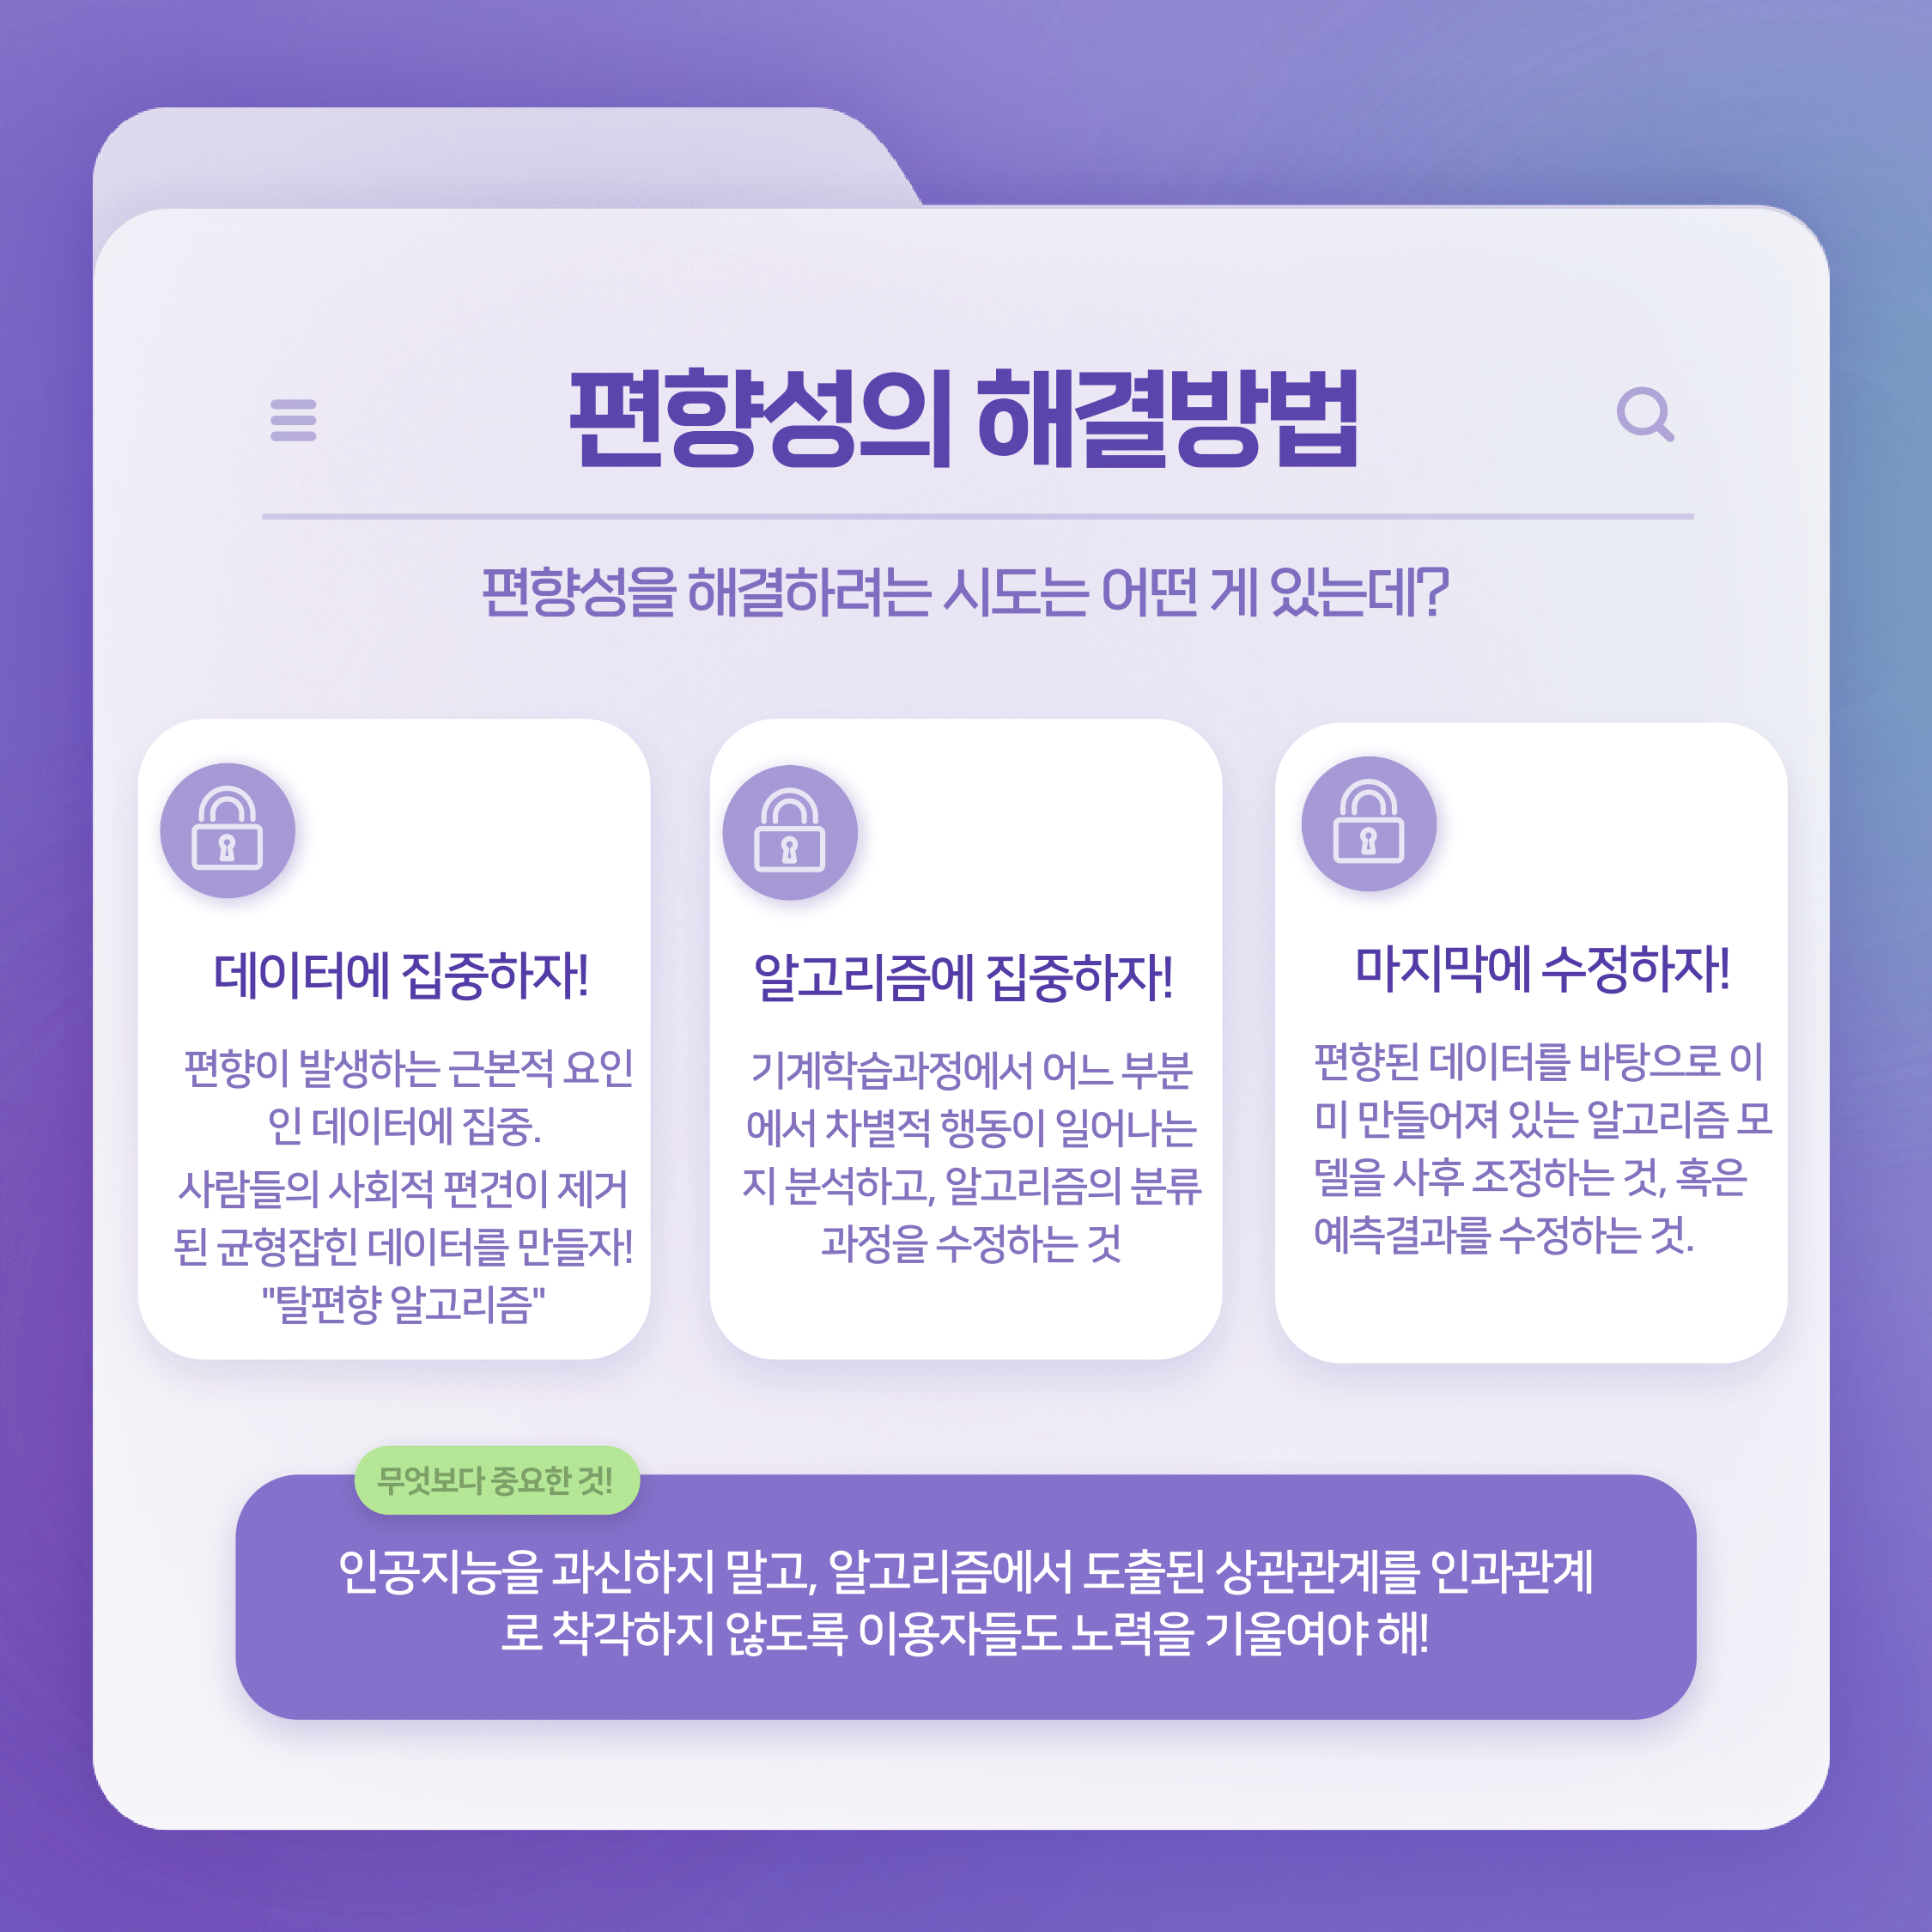 편향성의 해결방법
편향성을 해결하려는 시도는 어떤 게 있는데?
데이터에 집중하자!
편향이 발생하는 근본적 요인
인 데이터에 집중.
사람들의 사회적 편견이 제거
된 균형잡힌 데이터를 만들자!
"탈편향 알고리즘"
알고리즘에 집중하자!
기계학습과정에서 어느 부분
에서 차별적 행동이 일어나는
지 분석하고, 알고리즘의 분류
과정을 수정하는 것
마지막에 수정하자!
편향된 데이터를 바탕으로 이
미 만들어져 있는 알고리즘 모
델을 사후 조정하는 것, 혹은
예측결과를 수정하는 것.
무엇보다 중요한 것!
인공지능을 과신하지 말고, 알고리즘에서 도출된 상관관계를 인과관계
로 착각하지 않도록 이용자들도 노력을 기울여야 해!